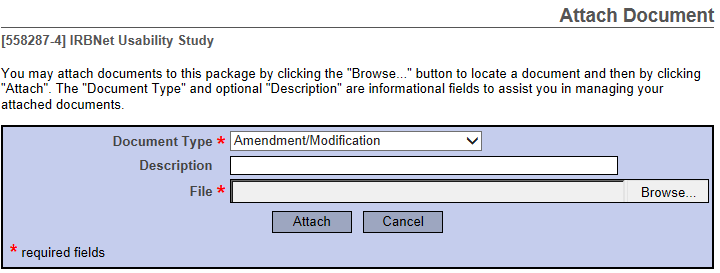 Attach Document
[558287-4] IRBNet Usability Study
You may attach documents to this package by clicking the "Browse..." button to locate a document and then by clicking
"Attach". The "Document Type" and optional "Description" are informational fields to assist you in managing your
attached documents.
Document Type * Amendment/Modification
Description
File * Browse...
Attach Cancel
* required fields